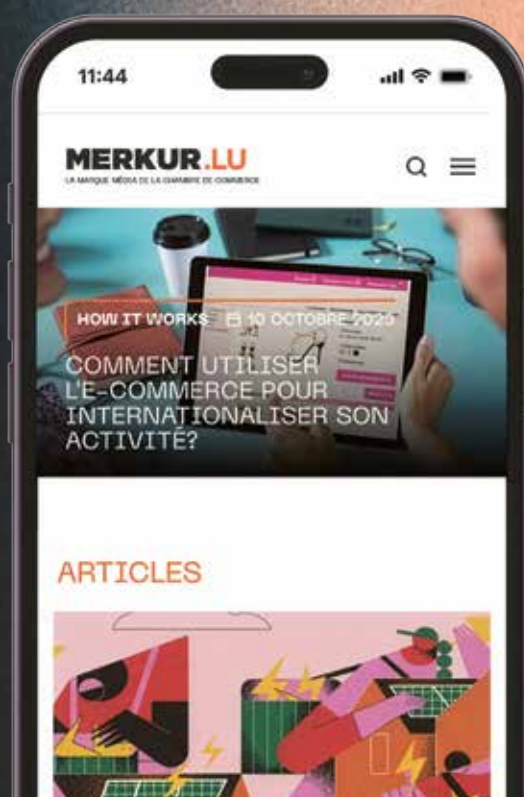 11:44
MERKUR.LU
LA MARQUE MÉDIA DE LA CHAMBRE DE COMMERCE
HOW IT WORKS 10 OCTOBRE 2025
COMMENT UTILISER
L'E-COMMERCE POUR
INTERNATIONALISER SON
ACTIVITÉ?
ARTICLES